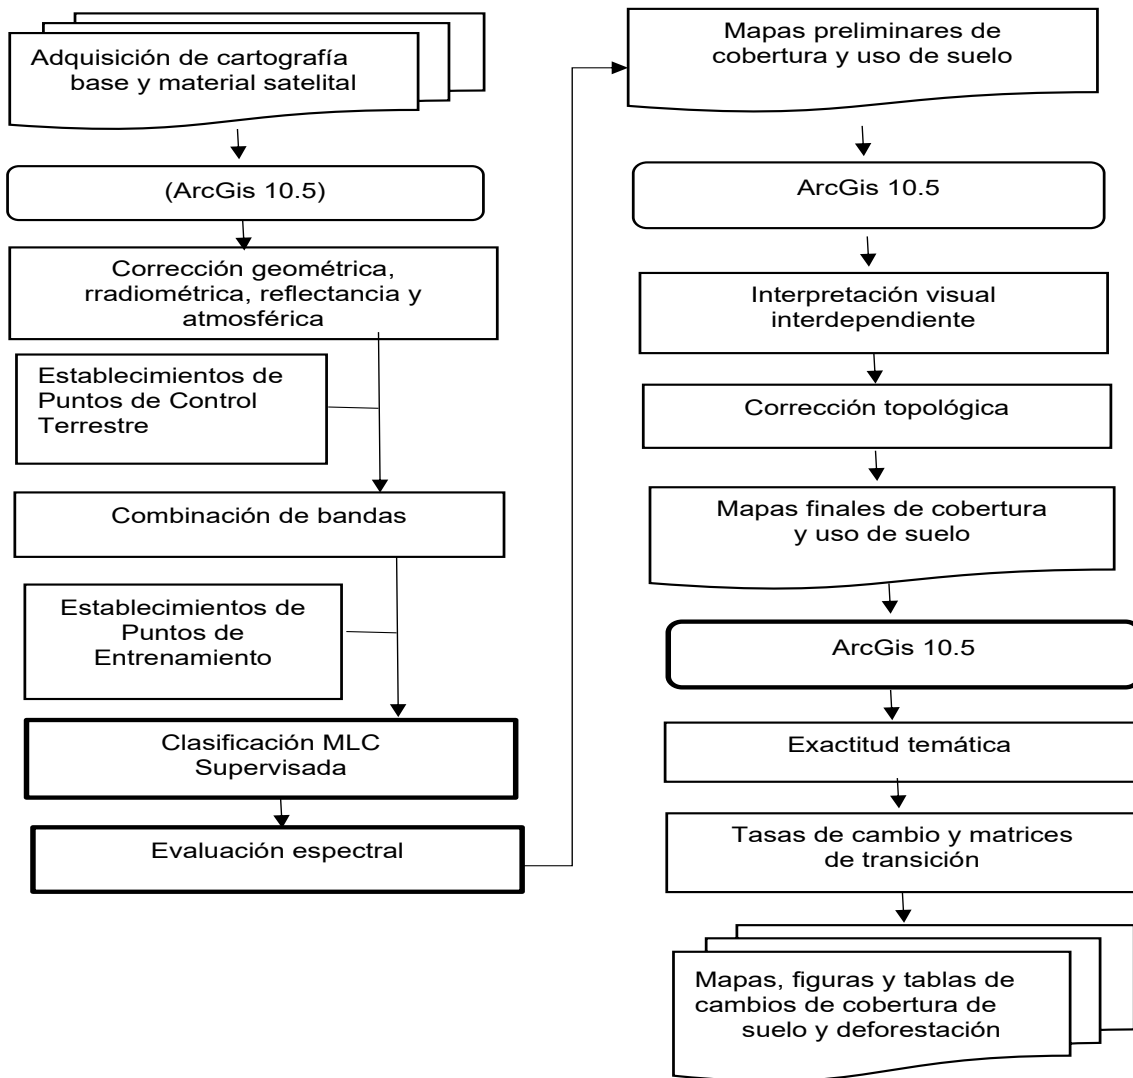 Adquisición de cartografía
base y material satelital
(ArcGis 10.5)
Corrección geométrica,
rradiométrica, reflectancia y
atmosférica
Establecimientos de
Puntos de Control
Terrestre
Combinación de bandas
Establecimientos de
Puntos de
Entrenamiento
Clasificación MLC
Supervisada
Evaluación espectral
Mapas preliminares de
cobertura y uso de suelo
ArcGis 10.5
Interpretación visual
interdependiente
Corrección topológica
Mapas finales de cobertura
y uso de suelo
ArcGis 10.5
Exactitud temática
Tasas de cambio y matrices
de transición
Mapas, figuras y tablas de
cambios de cobertura de
suelo y deforestación